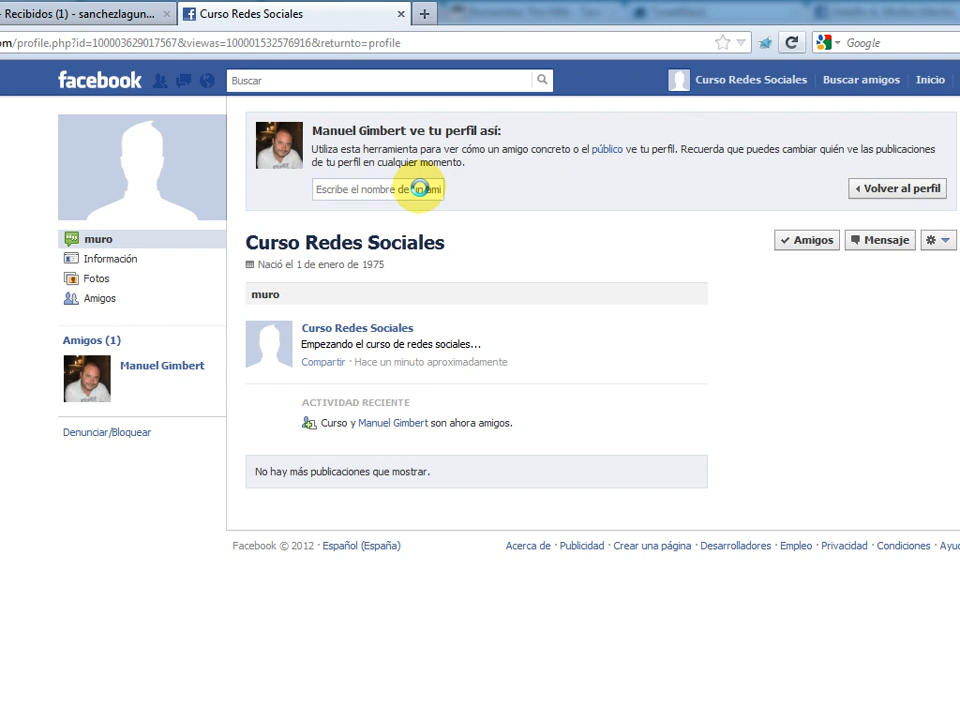 - Recibidos (1) - sanchezlagun...
Curso Redes Sociales
om/profile.php?id=100003629017567&viewas=100001532576916&returnto=profile
Google
facebook
Buscar
Curso Redes Sociales
Buscar amigos
Inicio
Manuel Gimbert ve tu perfil así:
Utiliza esta herramienta para ver cómo un amigo concreto o el público ve tu perfil. Recuerda que puedes cambiar quién ve las publicaciones
de tu perfil en cualquier momento.
Escribe el nombre de un ami
Volver al perfil
muro
Información
Fotos
Amigos
Curso Redes Sociales
Amigos
Mensaje
Nació el 1 de enero de 1975
muro
Curso Redes Sociales
Empezando el curso de redes sociales...
Compartir · Hace un minuto aproximadamente
Amigos (1)
Manuel Gimbert
ACTIVIDAD RECIENTE
Curso y Manuel Gimbert son ahora amigos.
Denunciar/Bloquear
No hay más publicaciones que mostrar.
Facebook © 2012 · Español (España)
Acerca de · Publicidad · Crear una página · Desarrolladores · Empleo · Privacidad · Condiciones · Ayu